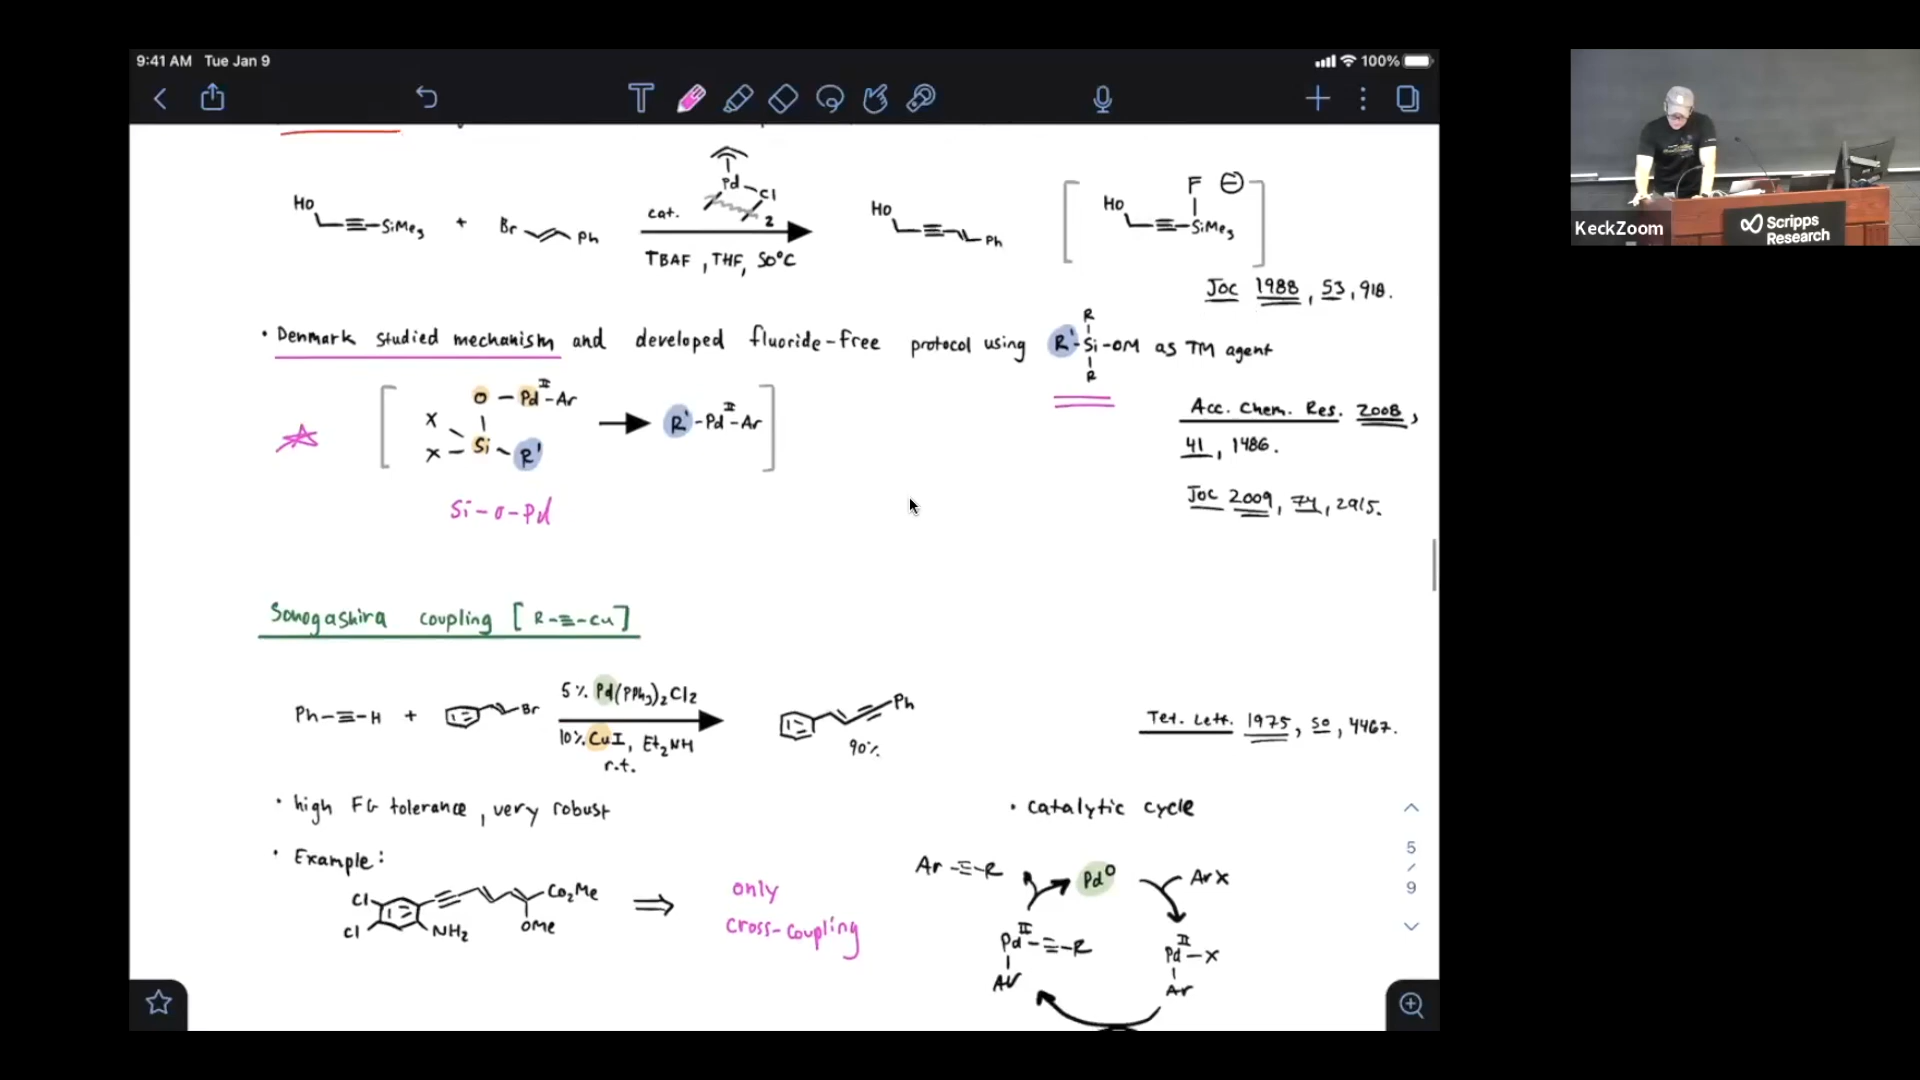 9:41 AM Tue Jan 9
100%
T
Pd
Cl
2
cat.
HO
SiMe3
+
Br
Ph
TBAF, THF, 50°C
HO
Ph
F ⊖
HO
SiMe3
JOC 1988, 53, 918.
• Denmark studied mechanism and developed fluoride-free protocol using R'-Si-OM as TM agent
R
R
O - Pd II - Ar
X
X
Si
R'
R' - Pd II - Ar
Acc. Chem. Res. 2008,
41, 1486.
Si-O-Pd
JOC 2009, 74, 2915.
Sonogashira coupling [R-≡-Cu]
5% Pd(PPh3)2Cl2
Ph-≡-H + Br
10% CuI, Et2NH
r.t.
Ph
90%
Tet. Lett. 1975, 50, 4467.
• high FG tolerance, very robust
• catalytic cycle
• Example:
Cl
Cl
NH2
CO2Me
OMe
⇒
only
cross-coupling
Ar-≡-R
Pd0
ArX
Pd II-≡-R
Ar
Pd II-X
Ar
5
/
9
KeckZoom
Scripps
Research